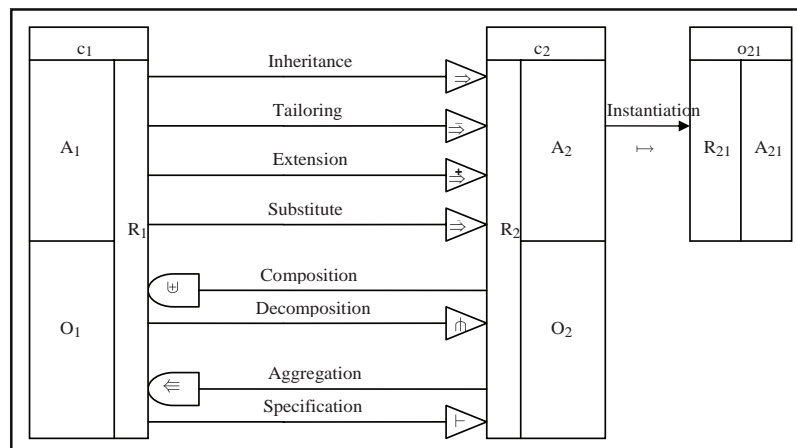 c₁ c₂ o₂₁
Inheritance ⇒
Tailoring ⇒̄
Instantiation
A₁ A₂ R₂₁ A₂₁
↦
Extension ⇒⁺
Substitute ⇒̃
R₁ R₂
Composition ⊎
Decomposition ⋔
O₁ O₂
Aggregation ⇚
Specification ⊢